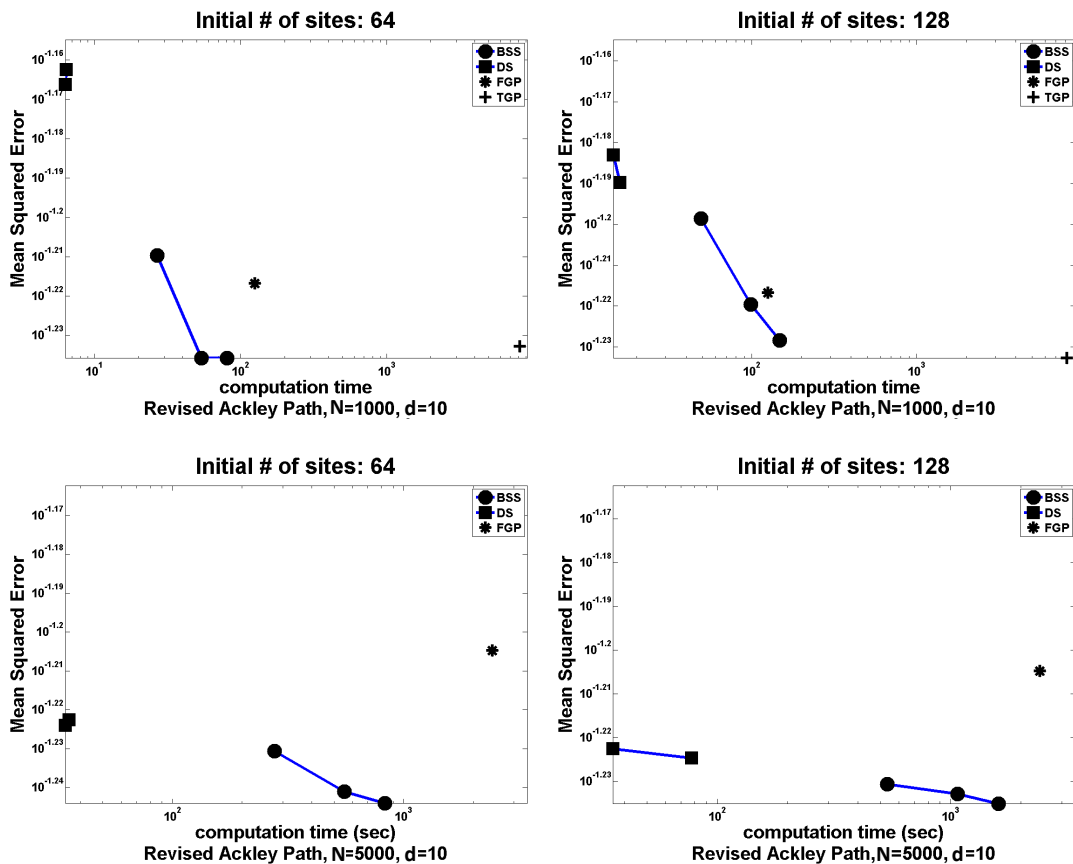 Initial # of sites: 64
Mean Squared Error
10^-1.16
10^-1.17
10^-1.18
10^-1.19
10^-1.2
10^-1.21
10^-1.22
10^-1.23
BSS
DS
FGP
TGP
10^1 10^2 10^3
computation time
Revised Ackley Path, N=1000, d=10
Initial # of sites: 128
Mean Squared Error
10^-1.16
10^-1.17
10^-1.18
10^-1.19
10^-1.2
10^-1.21
10^-1.22
10^-1.23
BSS
DS
FGP
TGP
10^2 10^3
computation time
Revised Ackley Path, N=1000, d=10
Initial # of sites: 64
Mean Squared Error
10^-1.17
10^-1.18
10^-1.19
10^-1.2
10^-1.21
10^-1.22
10^-1.23
10^-1.24
BSS
DS
FGP
10^2 10^3
computation time (sec)
Revised Ackley Path, N=5000, d=10
Initial # of sites: 128
Mean Squared Error
10^-1.17
10^-1.18
10^-1.19
10^-1.2
10^-1.21
10^-1.22
10^-1.23
BSS
DS
FGP
10^2 10^3
computation time (sec)
Revised Ackley Path, N=5000, d=10